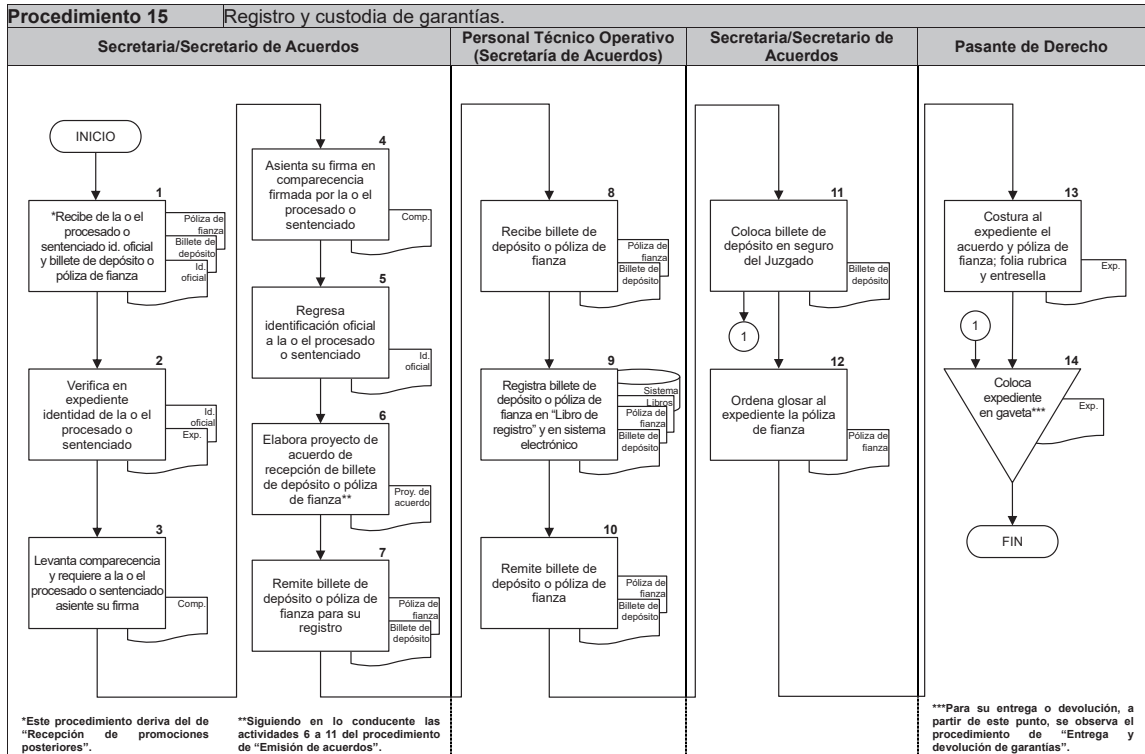 Procedimiento 15 Registro y custodia de garantías.
Secretaria/Secretario de Acuerdos
Personal Técnico Operativo
(Secretaría de Acuerdos)
Secretaria/Secretario de
Acuerdos
Pasante de Derecho
INICIO
1
*Recibe de la o el
procesado o
sentenciado id. oficial
y billete de depósito o
póliza de fianza
Póliza de
fianza
Billete de
depósito
Id.
oficial
2
Verifica en
expediente
identidad de la o el
procesado o
sentenciado
Id.
oficial
Exp.
3
Levanta comparecencia
y requiere a la o el
procesado o sentenciado
asiente su firma
Comp.
4
Asienta su firma en
comparecencia
firmada por la o el
procesado o
sentenciado
Comp.
5
Regresa
identificación oficial
a la o el procesado
o sentenciado
Id.
oficial
6
Elabora proyecto de
acuerdo de
recepción de billete
de depósito o póliza
de fianza**
Proy. de
acuerdo
7
Remite billete de
depósito o póliza de
fianza para su
registro
Póliza de
fianza
Billete de
depósito
8
Recibe billete de
depósito o póliza de
fianza
Póliza de
fianza
Billete de
depósito
9
Registra billete de
depósito o póliza de
fianza en “Libro de
registro” y en sistema
electrónico
Sistema
Libros
Póliza de
fianza
Billete de
depósito
10
Remite billete de
depósito o póliza de
fianza
Póliza de
fianza
Billete de
depósito
11
Coloca billete de
depósito en seguro
del Juzgado
Billete de
depósito
1
12
Ordena glosar al
expediente la póliza
de fianza
Póliza de
fianza
13
Costura al
expediente el
acuerdo y póliza de
fianza; folia rubrica
y entresella
Exp.
1
14
Coloca
expediente
en gaveta***
Exp.
FIN
*Este procedimiento deriva del de
“Recepción de promociones
posteriores”.
**Siguiendo en lo conducente las
actividades 6 a 11 del procedimiento
de “Emisión de acuerdos”.
***Para su entrega o devolución, a
partir de este punto, se observa el
procedimiento de “Entrega y
devolución de garantías”.